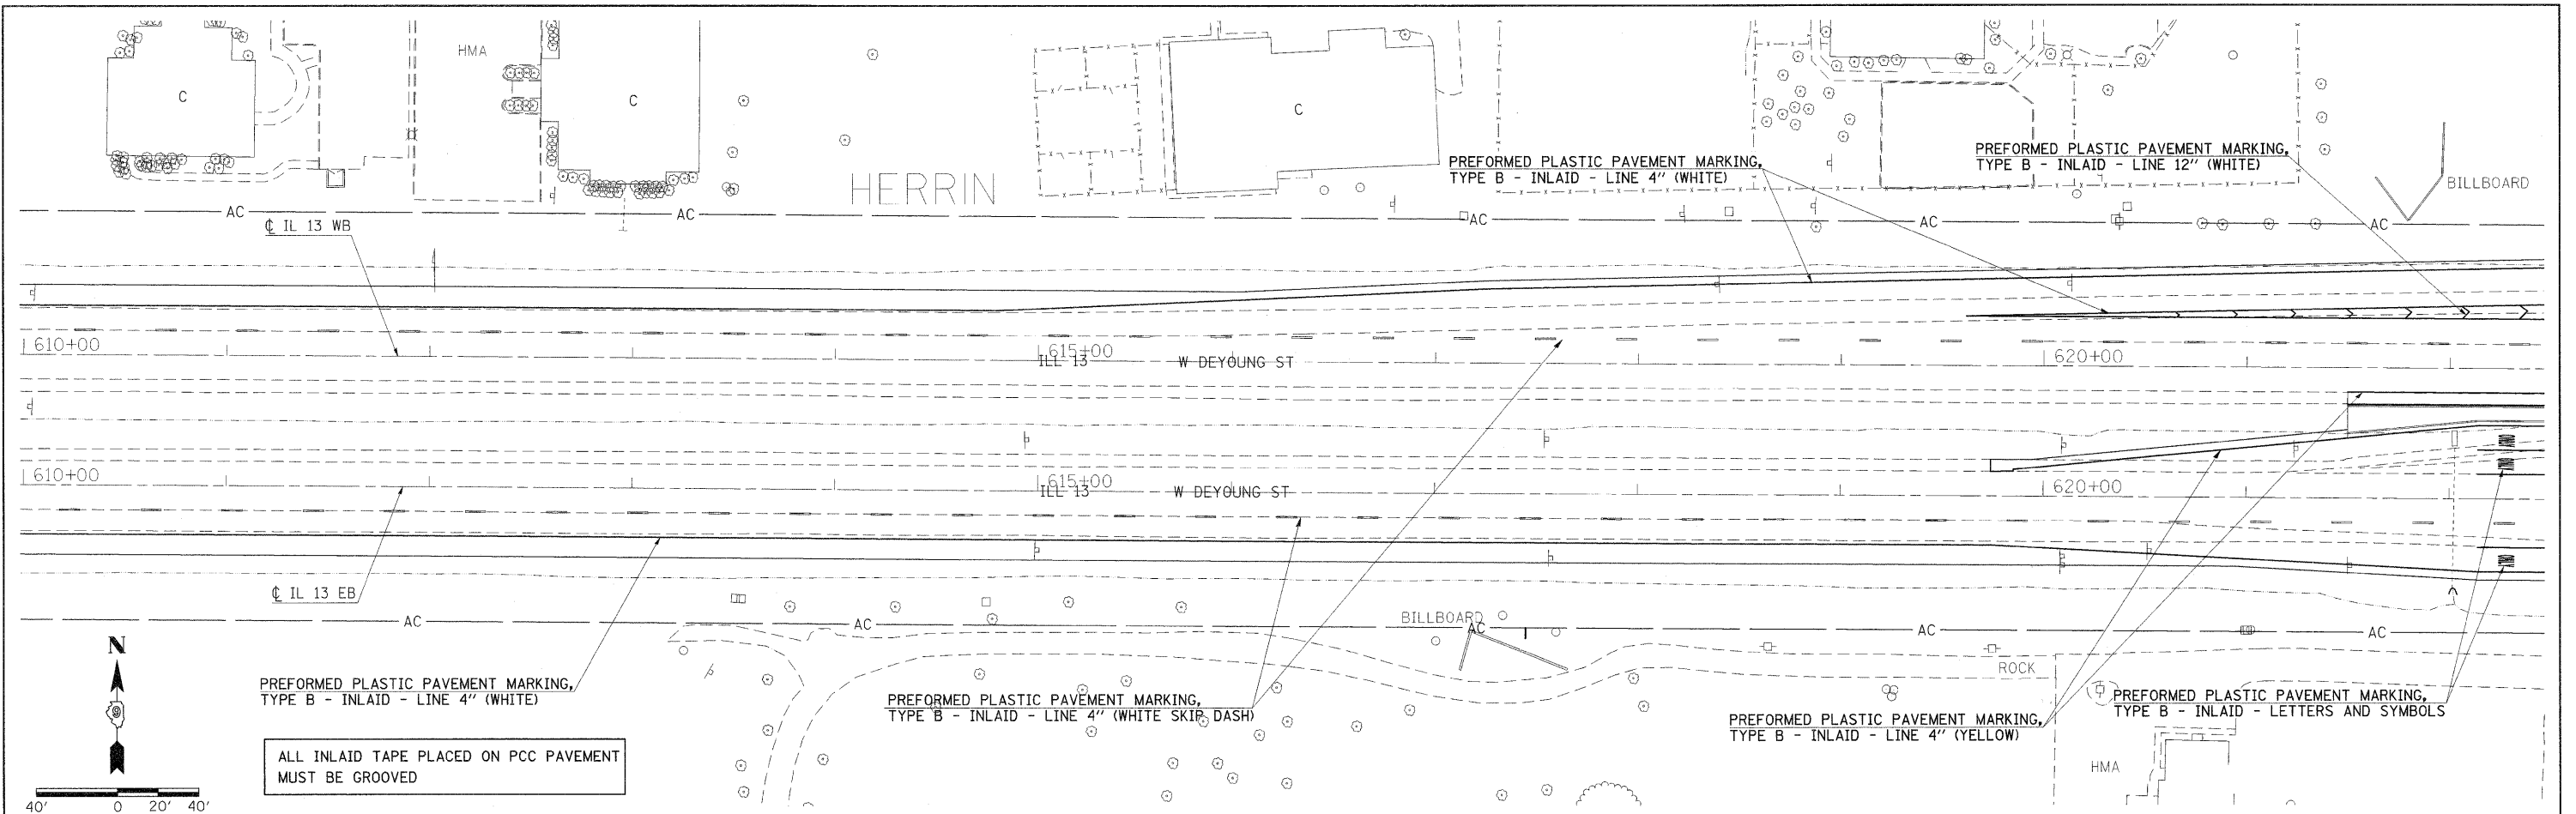 HMA
C
C
C
HERRIN
PREFORMED PLASTIC PAVEMENT MARKING,
TYPE B - INLAID - LINE 4" (WHITE)
PREFORMED PLASTIC PAVEMENT MARKING,
TYPE B - INLAID - LINE 12" (WHITE)
BILLBOARD
AC
AC
AC
AC
AC
℄ IL 13 WB
610+00
615+00
620+00
ILL 13
W DEYOUNG ST
610+00
615+00
620+00
ILL 13
W DEYOUNG ST
℄ IL 13 EB
AC
AC
BILLBOARD
AC
AC
AC
ROCK
N
9
PREFORMED PLASTIC PAVEMENT MARKING,
TYPE B - INLAID - LINE 4" (WHITE)
PREFORMED PLASTIC PAVEMENT MARKING,
TYPE B - INLAID - LINE 4" (WHITE SKIP DASH)
PREFORMED PLASTIC PAVEMENT MARKING,
TYPE B - INLAID - LINE 4" (YELLOW)
PREFORMED PLASTIC PAVEMENT MARKING,
TYPE B - INLAID - LETTERS AND SYMBOLS
ALL INLAID TAPE PLACED ON PCC PAVEMENT
MUST BE GROOVED
HMA
40' 0 20' 40'